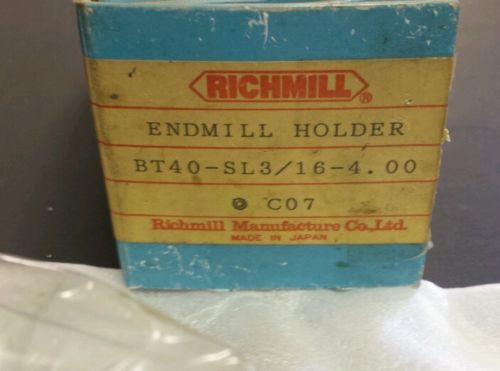 RICHMILL ®
ENDMILL HOLDER
BT40-SL3/16-4.00
C07
Richmill Manufacture Co., Ltd.
MADE IN JAPAN